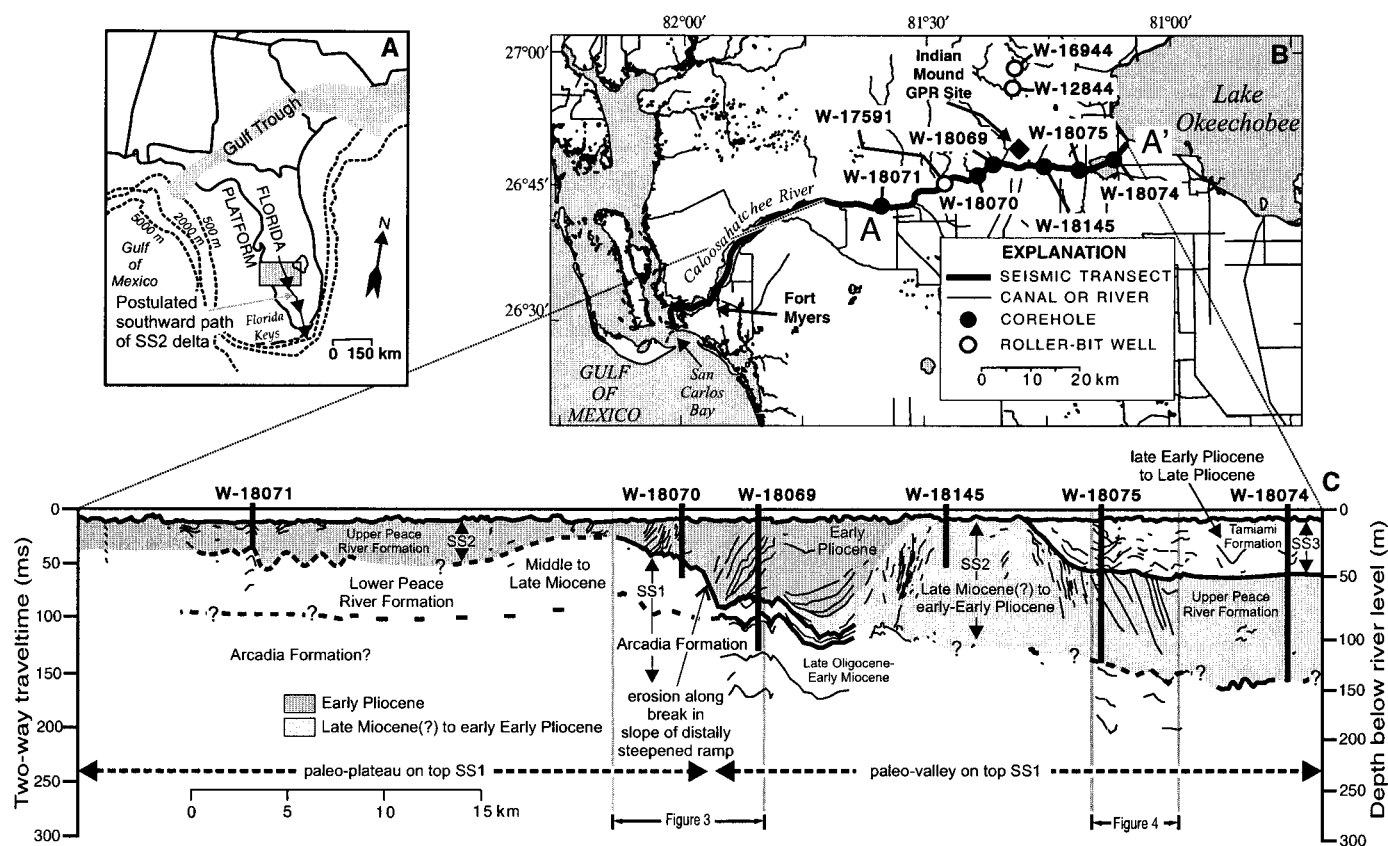 A
Gulf Trough
FLORIDA
PLATFORM
5000 m
2000 m
500 m
Gulf
of
Mexico
N
Postulated
southward path
of SS2 delta
Florida
Keys
0 150 km
82°00'
81°30'
81°00'
27°00'
26°45'
26°30'
B
W-16944
W-12844
Indian
Mound
GPR Site
Lake
Okeechobee
W-17591
W-18069
W-18075
A'
W-18071
W-18070
W-18074
W-18145
A
Caloosahatchee River
Fort
Myers
GULF
OF
MEXICO
San
Carlos
Bay
EXPLANATION
SEISMIC TRANSECT
CANAL OR RIVER
COREHOLE
ROLLER-BIT WELL
0 10 20 km
late Early Pliocene
to Late Pliocene
C
W-18071
W-18070
W-18069
W-18145
W-18075
W-18074
Two-way traveltime (ms)
0
50
100
150
200
250
300
Depth below river level (m)
0
50
100
150
200
250
300
Upper Peace
River Formation
SS2
?
Lower Peace
River Formation
Middle to
Late Miocene
? ?
Arcadia Formation?
SS1
Arcadia Formation
Early
Pliocene
Late Oligocene-
Early Miocene
erosion along
break in
slope of distally
steepened ramp
SS2
Late Miocene(?) to
early-Early Pliocene
? ? ? ?
Tamiami
Formation
SS3
Upper Peace
River Formation
Early Pliocene
Late Miocene(?) to early Early Pliocene
paleo-plateau on top SS1
paleo-valley on top SS1
0 5 10 15 km
Figure 3
Figure 4